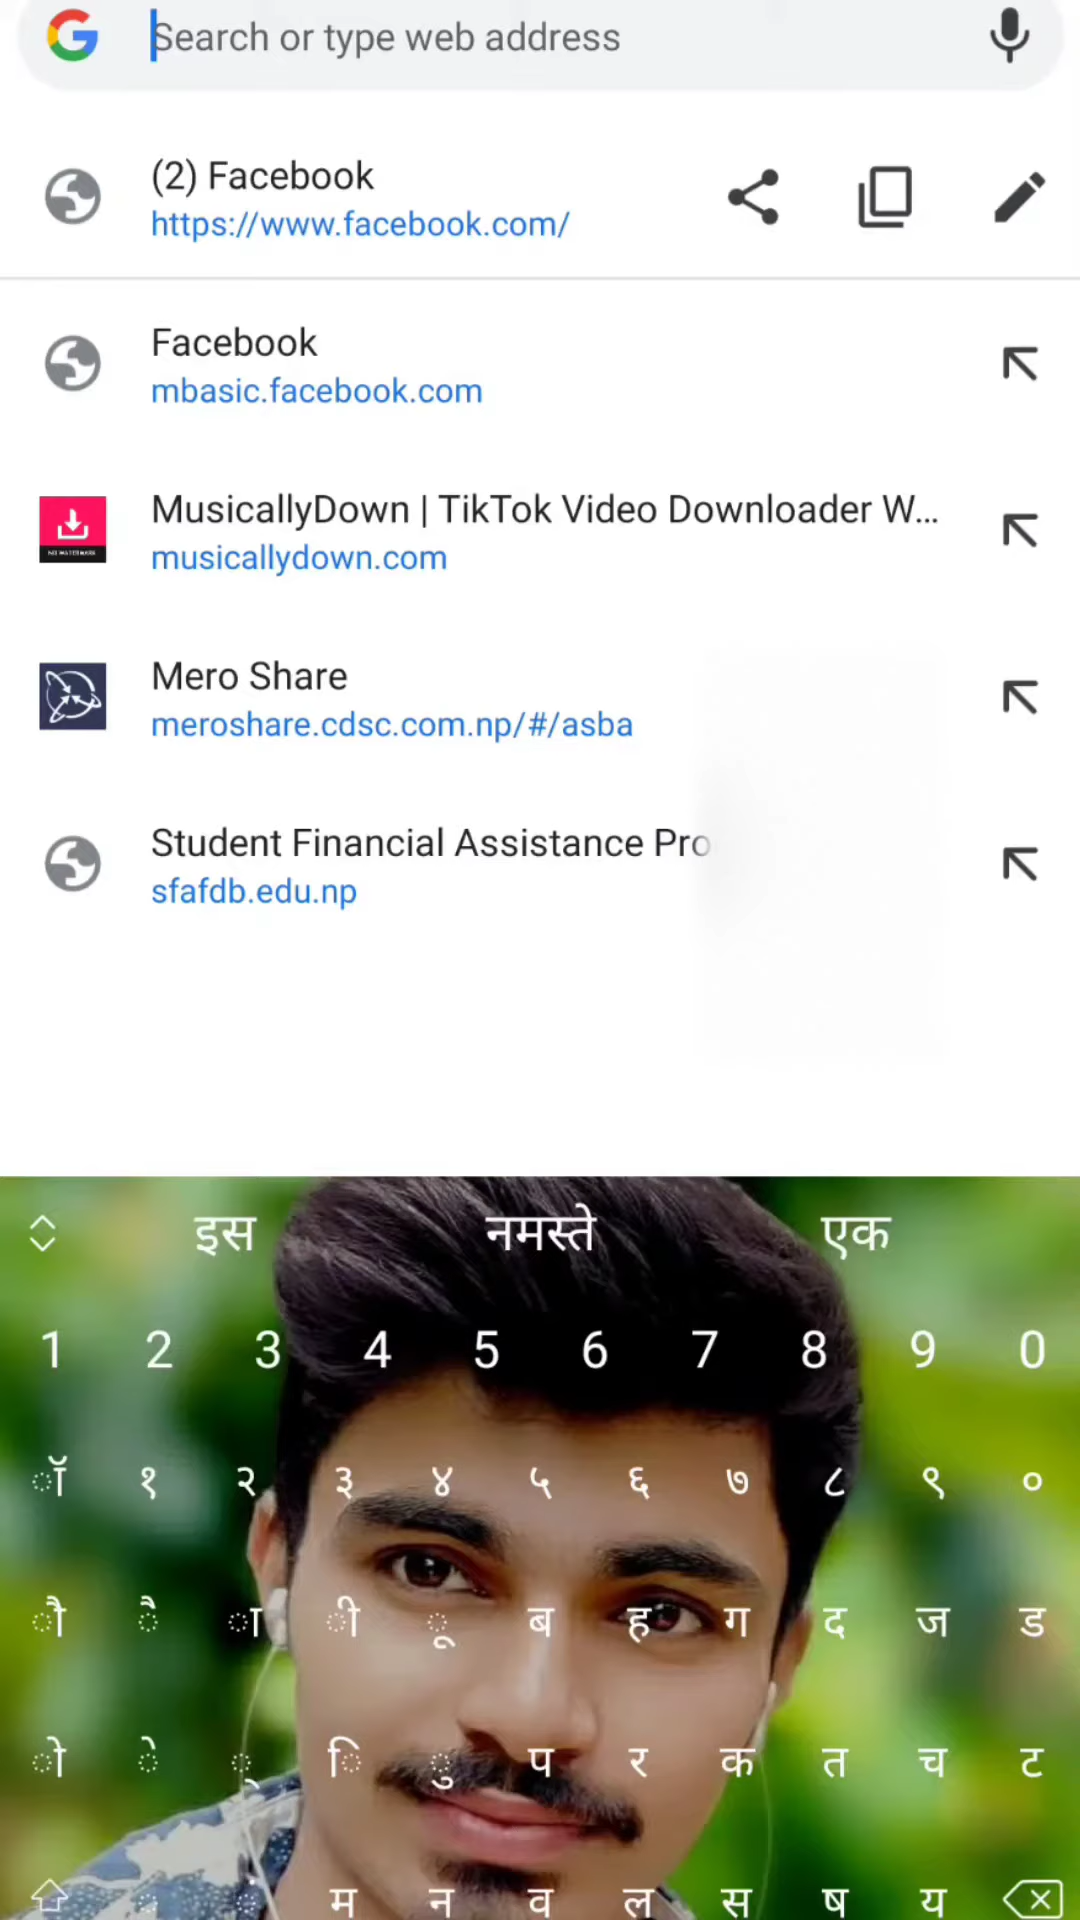 Search or type web address
(2) Facebook
https://www.facebook.com/
Facebook
mbasic.facebook.com
MusicallyDown | TikTok Video Downloader W...
musicallydown.com
NO WATERMARK
Mero Share
meroshare.cdsc.com.np/#/asba
Student Financial Assistance Pro
sfafdb.edu.np
इस नमस्ते एक
1 2 3 4 5 6 7 8 9 0
ॉ १ २ ३ ४ ५ ६ ७ ८ ९ ०
ौ ै ा ी ू ब ह ग द ज ड
ो े ् ि ु प र क त च ट
ं म न व ल स ष य